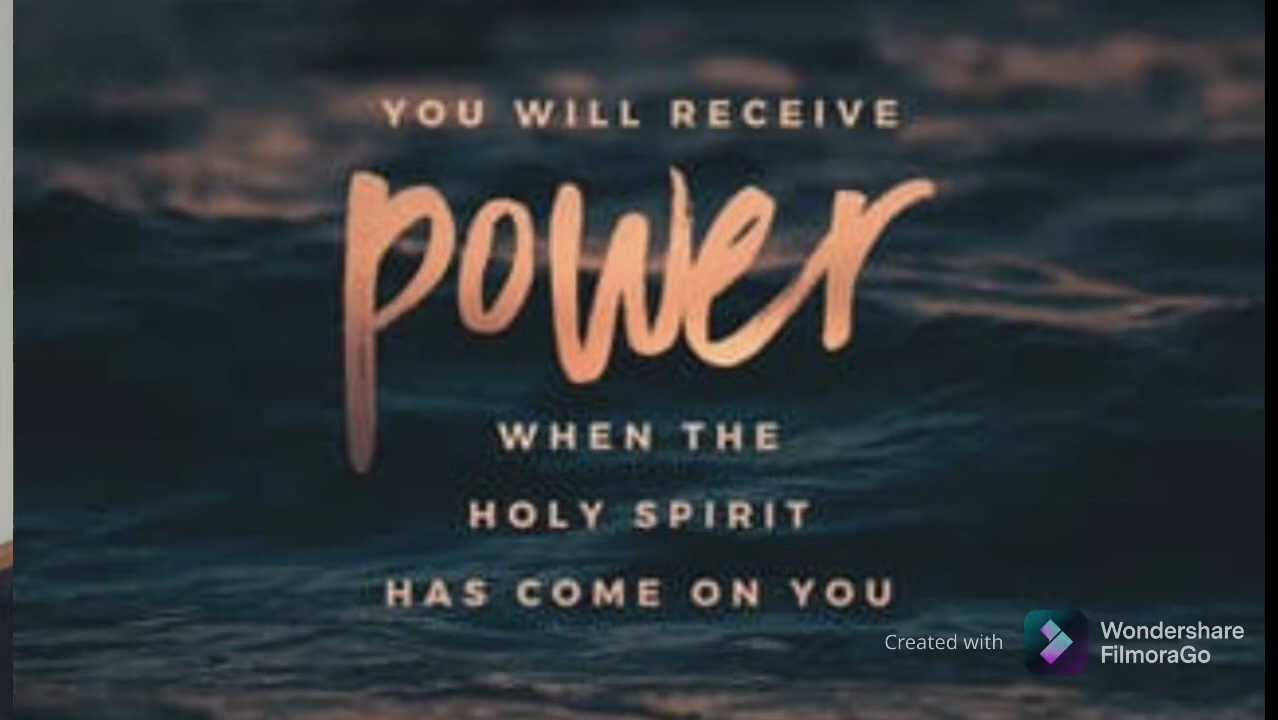 YOU WILL RECEIVE
power
WHEN THE
HOLY SPIRIT
HAS COME ON YOU
Created with
Wondershare
FilmoraGo